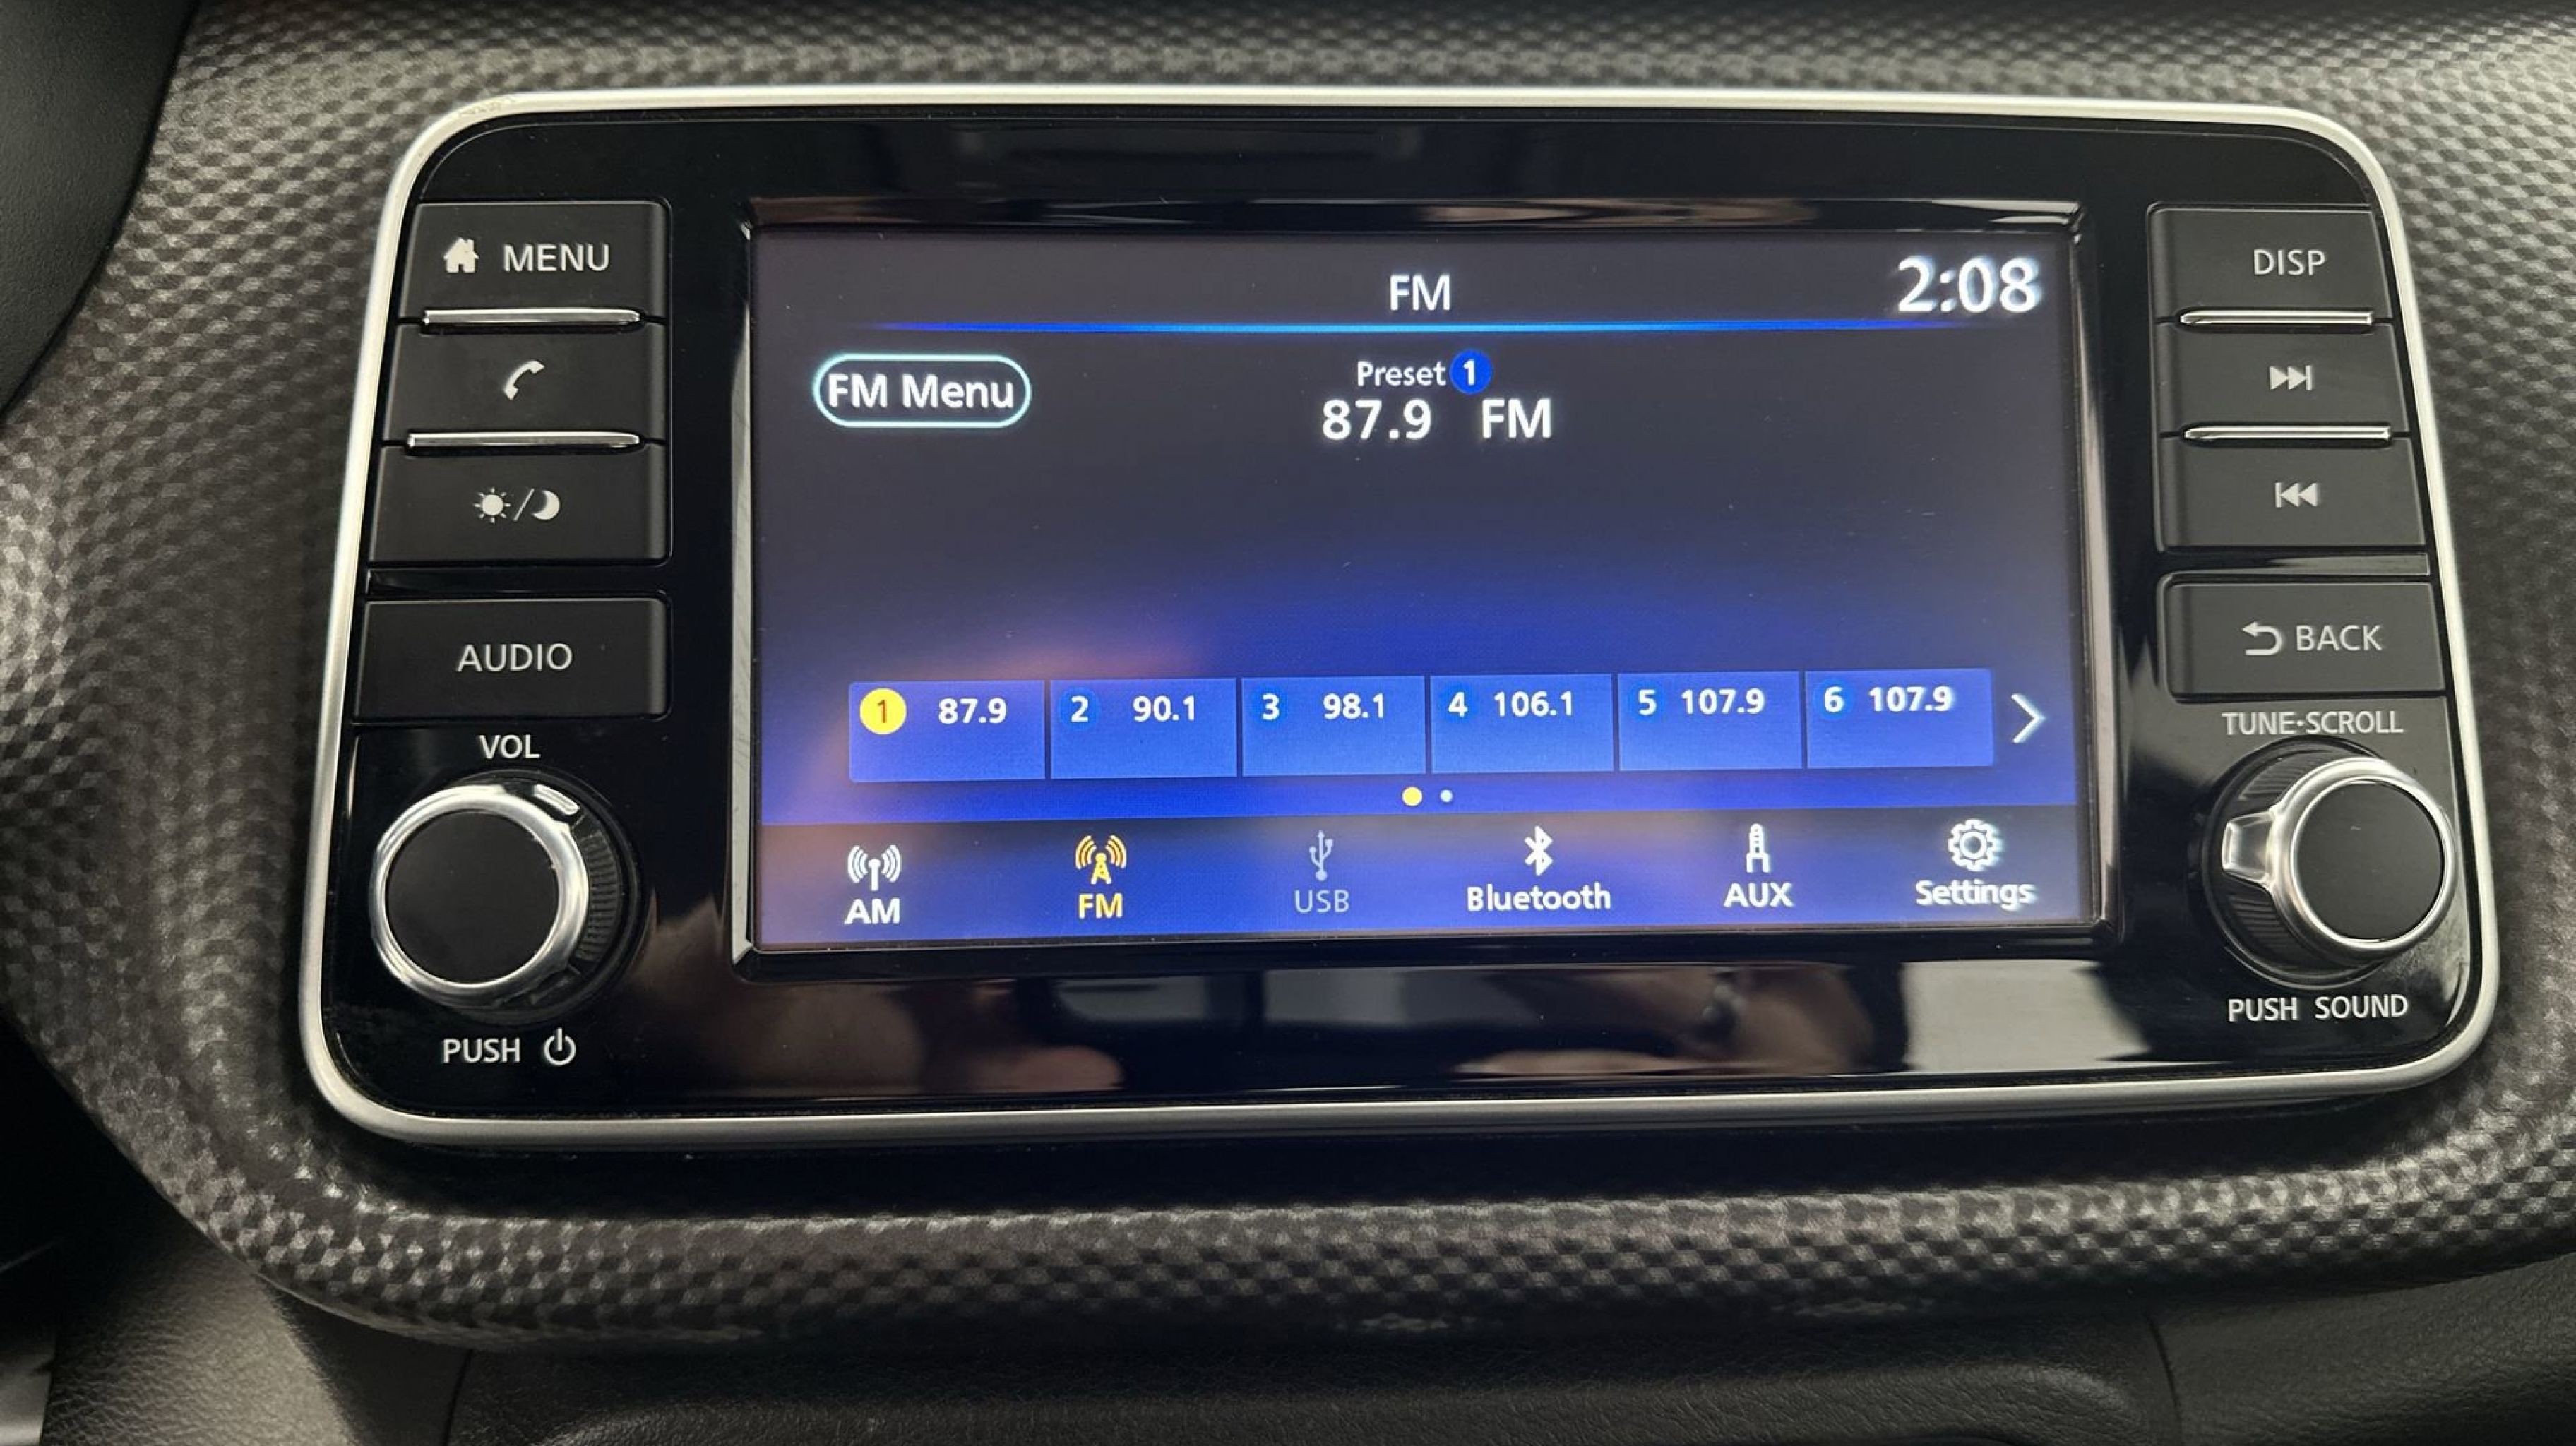 MENU
AUDIO
VOL
PUSH
FM
2:08
FM Menu
Preset 1
87.9 FM
1 87.9 2 90.1 3 98.1 4 106.1 5 107.9 6 107.9
AM FM USB Bluetooth AUX Settings
DISP
BACK
TUNE·SCROLL
PUSH SOUND